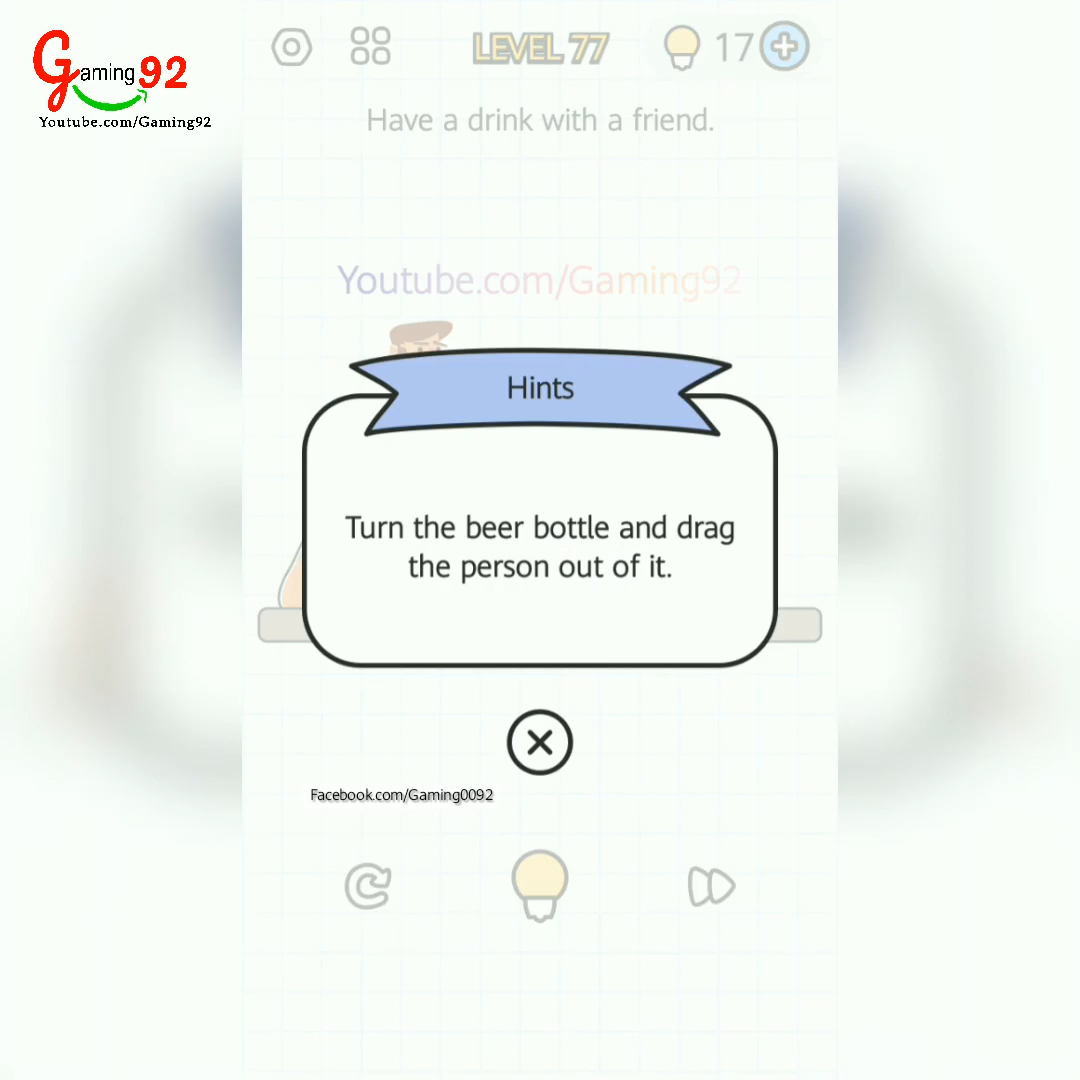 Gaming92
Youtube.com/Gaming92
LEVEL 77
17
Have a drink with a friend.
Youtube.com/Gaming92
Hints
Turn the beer bottle and drag
the person out of it.
Facebook.com/Gaming0092